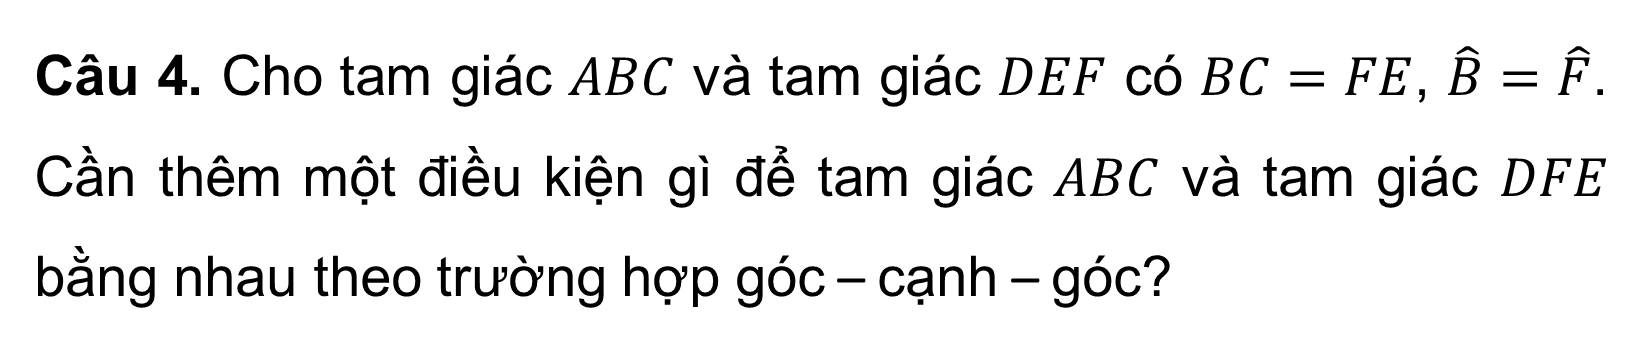 Câu 4. Cho tam giác ABC và tam giác DEF có BC = FE, B̂ = F̂.
Cần thêm một điều kiện gì để tam giác ABC và tam giác DFE
bằng nhau theo trường hợp góc – cạnh – góc?